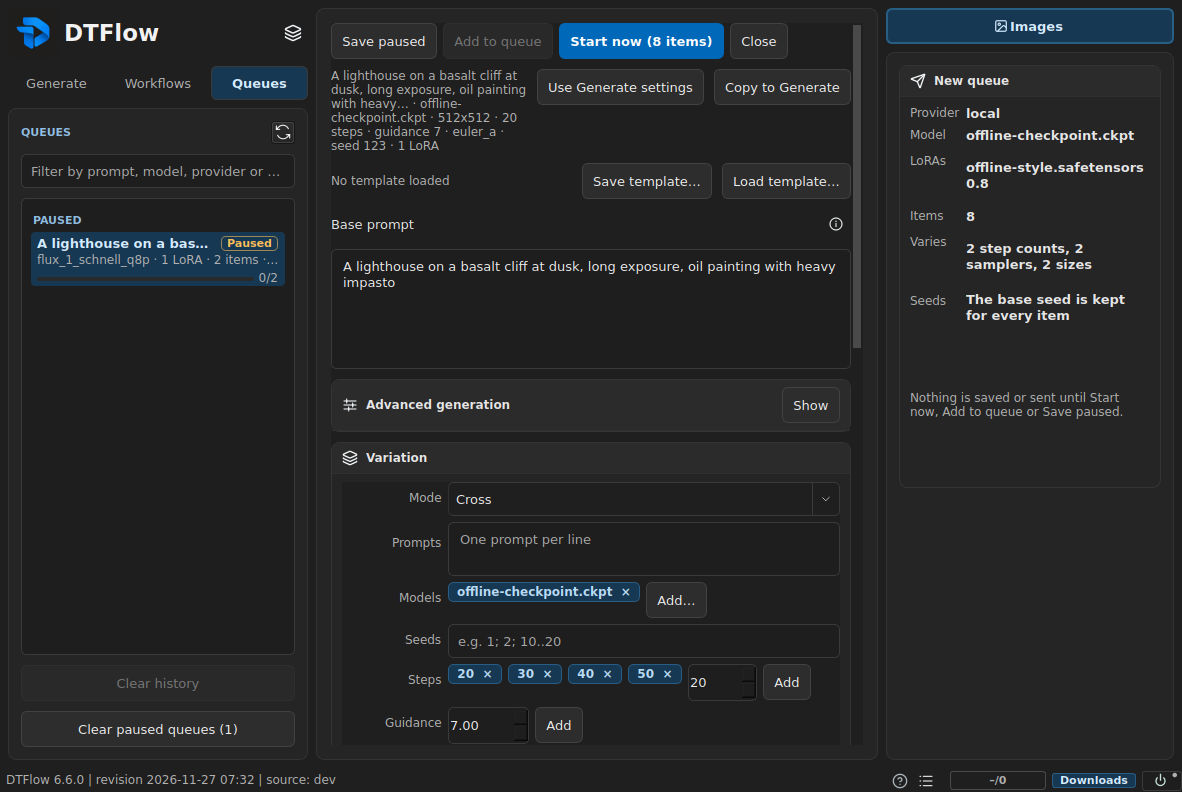 DTFlow
Generate
Workflows
Queues
QUEUES
Filter by prompt, model, provider or ...
PAUSED
A lighthouse on a bas...
Paused
flux_1_schnell_q8p · 1 LoRA · 2 items ·...
0/2
Clear history
Clear paused queues (1)
Save paused
Add to queue
Start now (8 items)
Close
A lighthouse on a basalt cliff at
dusk, long exposure, oil painting
with heavy... · offline-
checkpoint.ckpt · 512x512 · 20
steps · guidance 7 · euler_a ·
seed 123 · 1 LoRA
Use Generate settings
Copy to Generate
No template loaded
Save template...
Load template...
Base prompt
A lighthouse on a basalt cliff at dusk, long exposure, oil painting with heavy
impasto
Advanced generation
Show
Variation
Mode
Cross
Prompts
One prompt per line
Models
offline-checkpoint.ckpt ×
Add...
Seeds
e.g. 1; 2; 10..20
Steps
20 ×
30 ×
40 ×
50 ×
20
Add
Guidance
7.00
Add
Images
New queue
Provider local
Model offline-checkpoint.ckpt
LoRAs offline-style.safetensors
0.8
Items 8
Varies 2 step counts, 2
samplers, 2 sizes
Seeds The base seed is kept
for every item
Nothing is saved or sent until Start
now, Add to queue or Save paused.
DTFlow 6.6.0 | revision 2026-11-27 07:32 | source: dev
–/0
Downloads